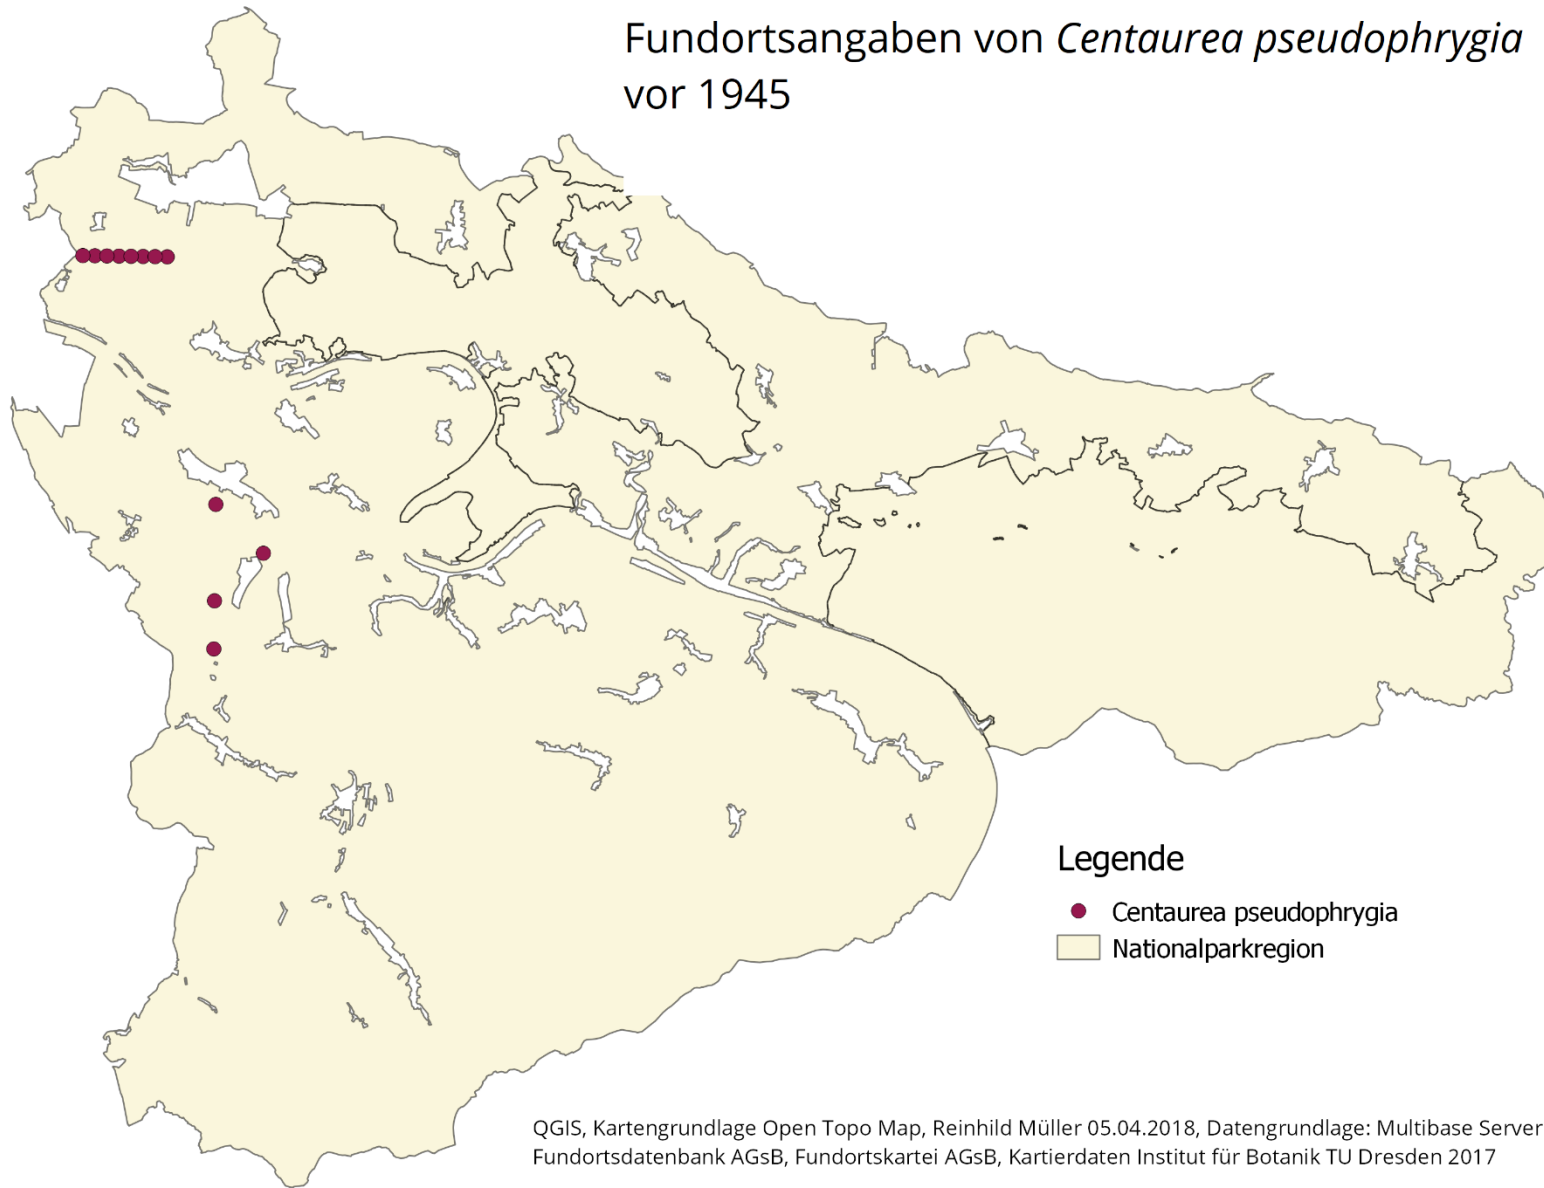 Fundortsangaben von Centaurea pseudophrygia
vor 1945
Legende
Centaurea pseudophrygia
Nationalparkregion
QGIS, Kartengrundlage Open Topo Map, Reinhild Müller 05.04.2018, Datengrundlage: Multibase Server
Fundortsdatenbank AGsB, Fundortskartei AGsB, Kartierdaten Institut für Botanik TU Dresden 2017